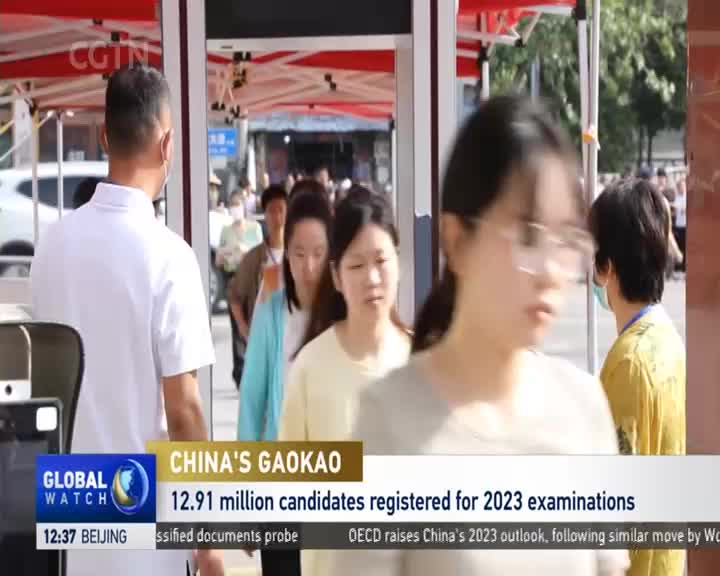 CGTN
CHINA'S GAOKAO
12.91 million candidates registered for 2023 examinations
GLOBAL
WATCH
12:37 BEIJING
ssified documents probe OECD raises China's 2023 outlook, following similar move by Wo